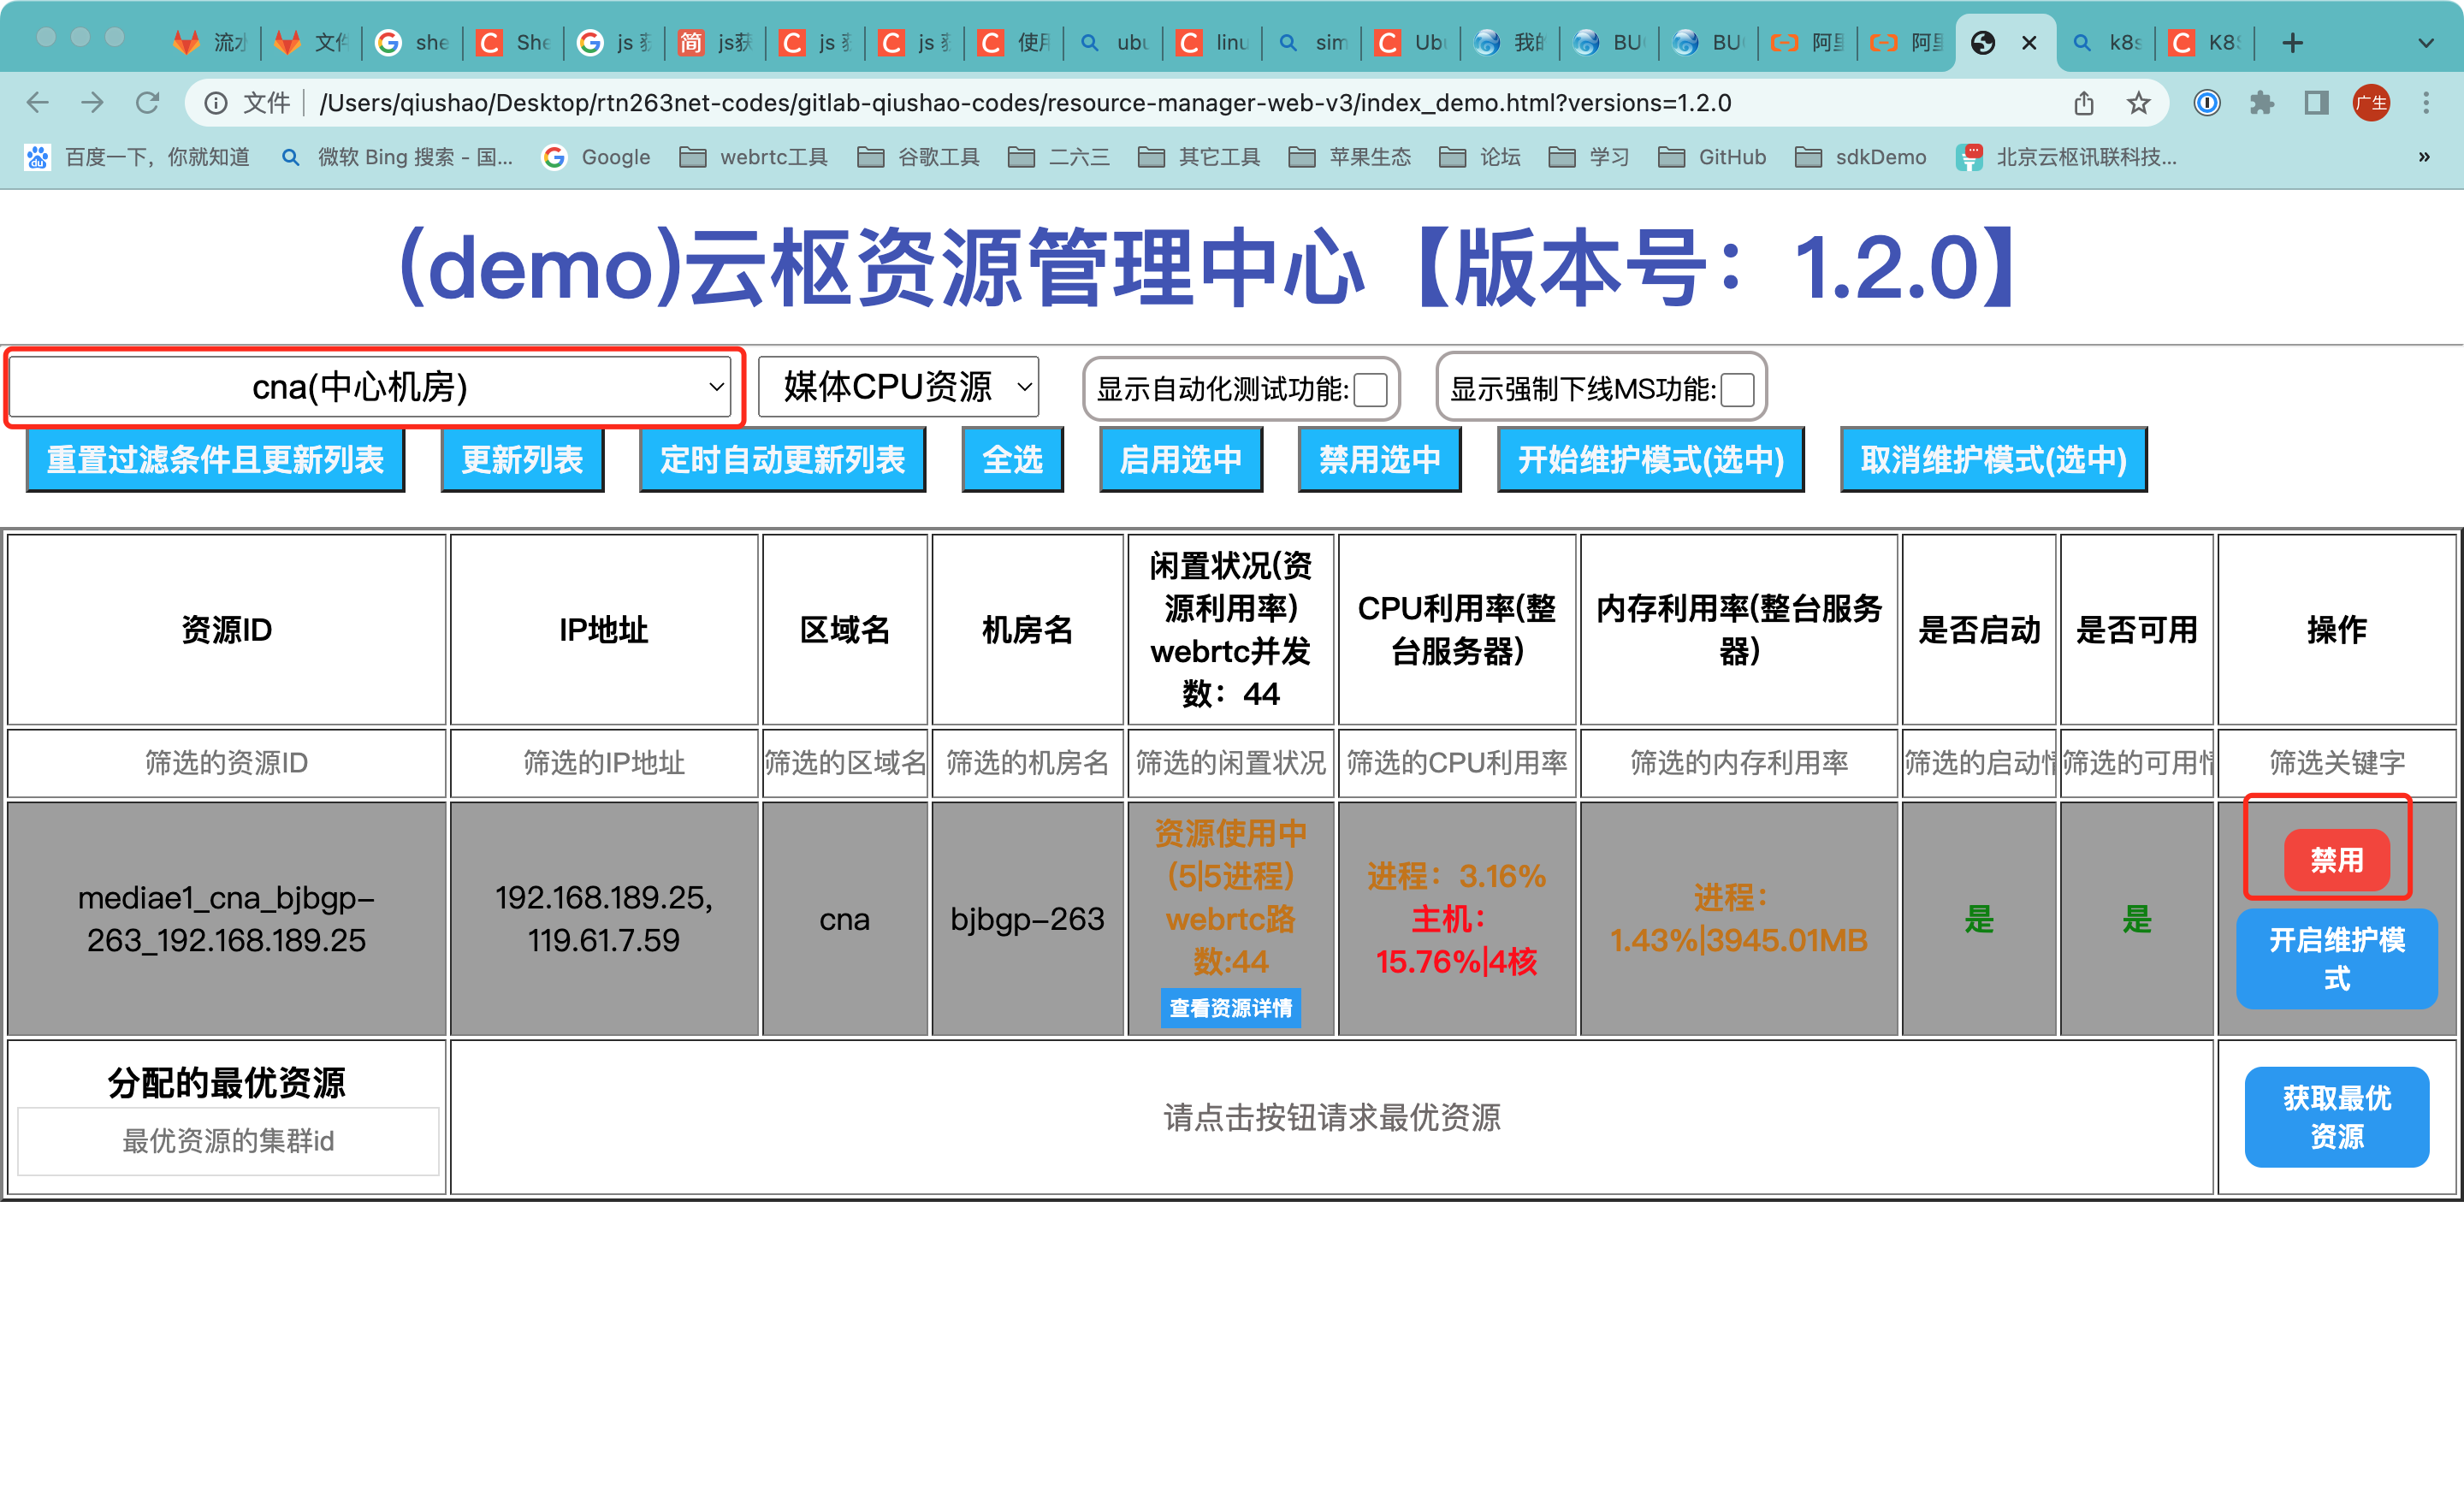 流水 文件 she She js 获 js获 js 获 js 获 使用 ubu linu sim Ubu 我的 BU BU 阿里 阿里 k8s K8S
文件 /Users/qiushao/Desktop/rtn263net-codes/gitlab-qiushao-codes/resource-manager-web-v3/index_demo.html?versions=1.2.0 广生
百度一下，你就知道 微软 Bing 搜索 - 国... Google webrtc工具 谷歌工具 二六三 其它工具 苹果生态 论坛 学习 GitHub sdkDemo 北京云枢讯联科技... »
(demo)云枢资源管理中心【版本号：1.2.0】
cna(中心机房) 媒体CPU资源 显示自动化测试功能: 显示强制下线MS功能:
重置过滤条件且更新列表 更新列表 定时自动更新列表 全选 启用选中 禁用选中 开始维护模式(选中) 取消维护模式(选中)
资源ID
IP地址
区域名
机房名
闲置状况(资
源利用率)
webrtc并发
数：44
CPU利用率(整
台服务器)
内存利用率(整台服务
器)
是否启动
是否可用
操作
筛选的资源ID 筛选的IP地址 筛选的区域名 筛选的机房名 筛选的闲置状况 筛选的CPU利用率 筛选的内存利用率 筛选的启动情 筛选的可用情 筛选关键字
mediae1_cna_bjbgp-
263_192.168.189.25
192.168.189.25,
119.61.7.59
cna
bjbgp-263
资源使用中
(5|5进程)
webrtc路
数:44
查看资源详情
进程：3.16%
主机：
15.76%|4核
进程：
1.43%|3945.01MB
是
是
禁用
开启维护模
式
分配的最优资源
最优资源的集群id
请点击按钮请求最优资源
获取最优
资源